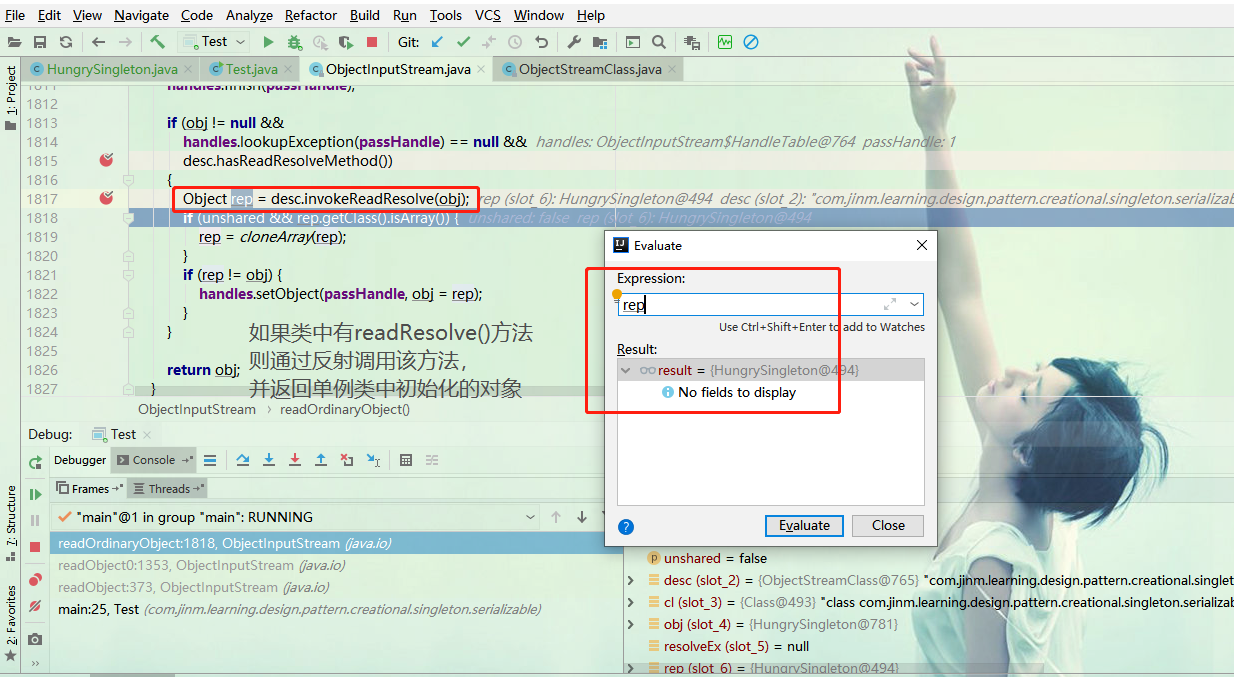 File Edit View Navigate Code Analyze Refactor Build Run Tools VCS Window Help
Test Git:
1: Project
HungrySingleton.java Test.java ObjectInputStream.java ObjectStreamClass.java
1811 handles.finish(passHandle);
1812
1813 if (obj != null &&
1814 handles.lookupException(passHandle) == null && handles: ObjectInputStream$HandleTable@764 passHandle: 1
1815 desc.hasReadResolveMethod())
1816 {
1817 Object rep = desc.invokeReadResolve(obj); rep (slot_6): HungrySingleton@494 desc (slot_2): "com.jinm.learning.design.pattern.creational.singleton.serializab
1818 if (unshared && rep.getClass().isArray()) { unshared: false rep (slot_6): HungrySingleton@494
1819 rep = cloneArray(rep);
1820 }
1821 if (rep != obj) {
1822 handles.setObject(passHandle, obj = rep);
1823 }
1824 }
1825
1826 return obj;
1827 }
如果类中有readResolve()方法
则通过反射调用该方法，
并返回单例类中初始化的对象
ObjectInputStream › readOrdinaryObject()
Evaluate
Expression:
rep
Use Ctrl+Shift+Enter to add to Watches
Result:
result = {HungrySingleton@494}
No fields to display
Evaluate Close
Debug: Test
Debugger Console
Frames Threads
"main"@1 in group "main": RUNNING
readOrdinaryObject:1818, ObjectInputStream (java.io)
readObject0:1353, ObjectInputStream (java.io)
readObject:373, ObjectInputStream (java.io)
main:25, Test (com.jinm.learning.design.pattern.creational.singleton.serializable)
unshared = false
desc (slot_2) = {ObjectStreamClass@765} "com.jinm.learning.design.pattern.creational.singlet
cl (slot_3) = {Class@493} "class com.jinm.learning.design.pattern.creational.singleton.serializab
obj (slot_4) = {HungrySingleton@781}
resolveEx (slot_5) = null
rep (slot_6) = {HungrySingleton@494}
7: Structure
2: Favorites